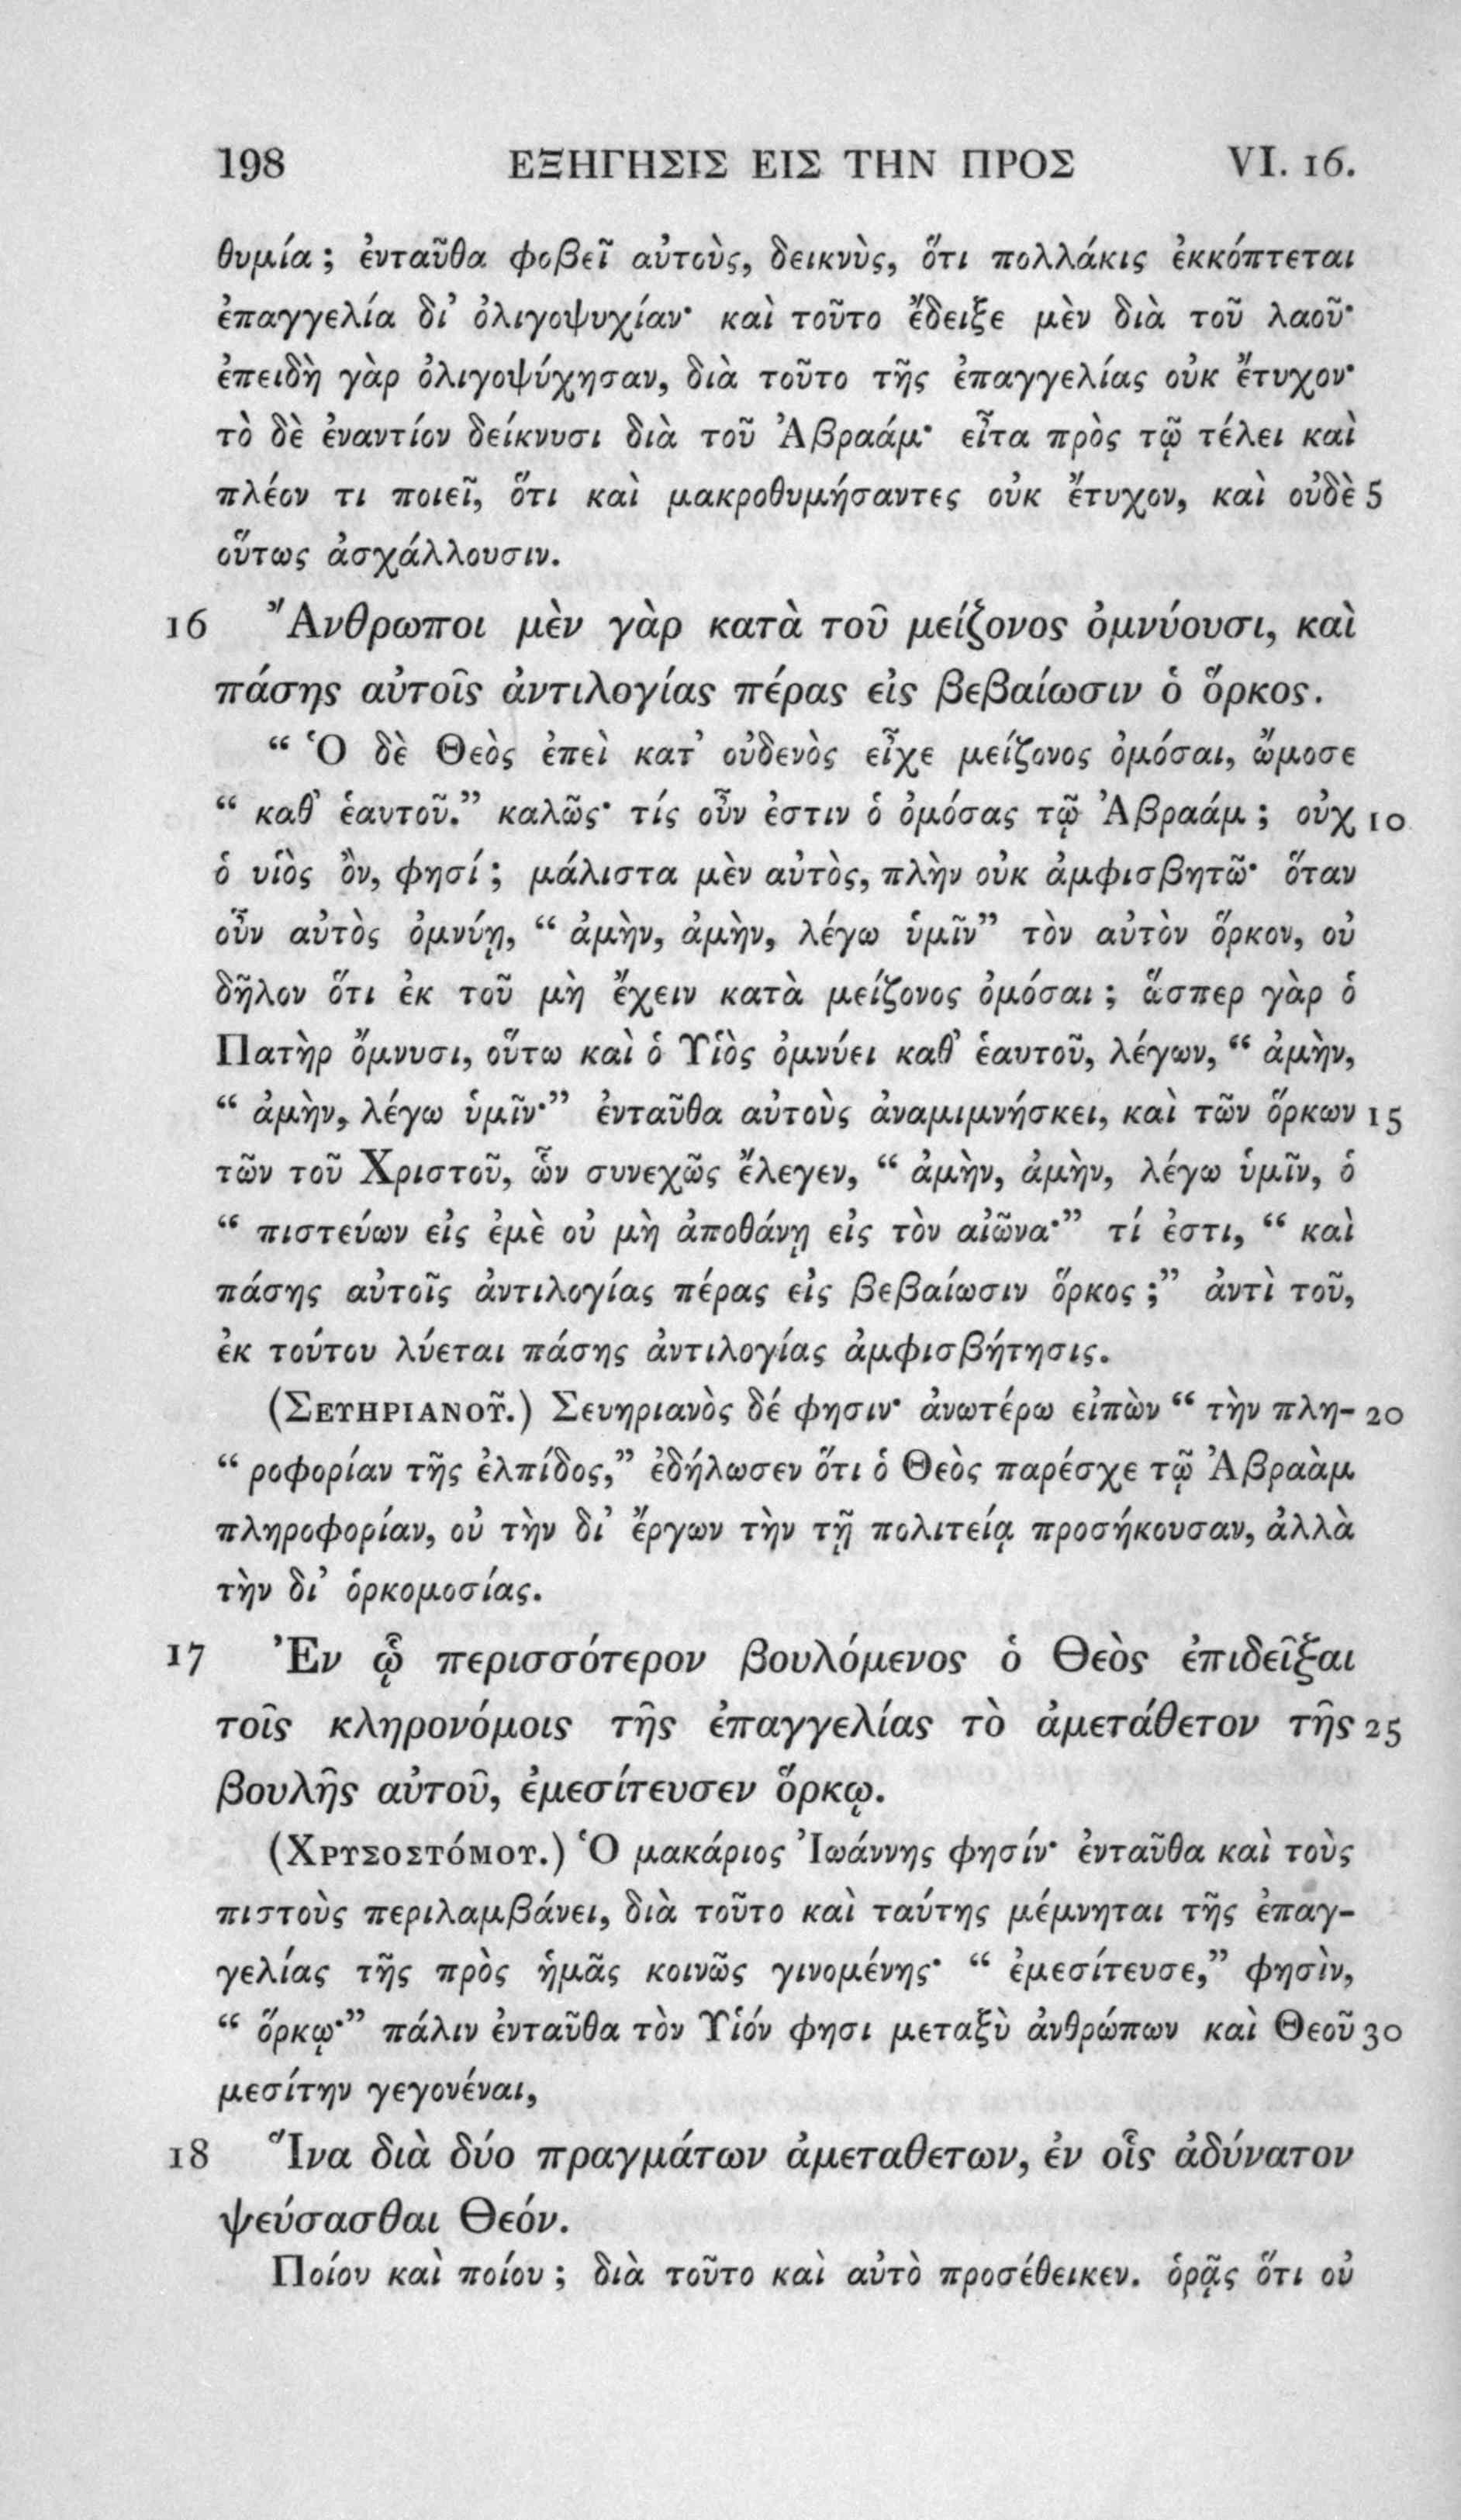 198 ΕΞΗΓΗΣΙΣ ΕΙΣ ΤΗΝ ΠΡΟΣ VI. 16.
θυμία ; ἐνταῦθα φοβεῖ αὐτοὺς, δεικνὺς, ὅτι πολλάκις ἐκκόπτεται
ἐπαγγελία δι’ ὀλιγοψυχίαν· καὶ τοῦτο ἔδειξε μὲν διὰ τοῦ λαοῦ·
ἐπειδὴ γὰρ ὀλιγοψύχησαν, διὰ τοῦτο τῆς ἐπαγγελίας οὐκ ἔτυχον·
τὸ δὲ ἐναντίον δείκνυσι διὰ τοῦ Ἀβραάμ· εἶτα πρὸς τῷ τέλει καὶ
πλέον τι ποιεῖ, ὅτι καὶ μακροθυμήσαντες οὐκ ἔτυχον, καὶ οὐδὲ 5
οὕτως ἀσχάλλουσιν.
16 Ἄνθρωποι μὲν γὰρ κατὰ τοῦ μείζονος ὀμνύουσι, καὶ
πάσης αὐτοῖς ἀντιλογίας πέρας εἰς βεβαίωσιν ὁ ὅρκος.
“ Ὁ δὲ Θεὸς ἐπεὶ κατ’ οὐδενὸς εἶχε μείζονος ὀμόσαι, ὤμοσε
“ καθ’ ἑαυτοῦ.” καλῶς· τίς οὖν ἐστιν ὁ ὀμόσας τῷ Ἀβραάμ ; οὐχ 10
ὁ υἱὸς ὂν, φησί ; μάλιστα μὲν αὐτὸς, πλὴν οὐκ ἀμφισβητῶ· ὅταν
οὖν αὐτὸς ὀμνύῃ, “ ἀμὴν, ἀμὴν, λέγω ὑμῖν” τὸν αὐτὸν ὅρκον, οὐ
δῆλον ὅτι ἐκ τοῦ μὴ ἔχειν κατὰ μείζονος ὀμόσαι ; ὥσπερ γὰρ ὁ
Πατὴρ ὄμνυσι, οὕτω καὶ ὁ Υἱὸς ὀμνύει καθ’ ἑαυτοῦ, λέγων, “ ἀμὴν,
“ ἀμὴν, λέγω ὑμῖν·” ἐνταῦθα αὐτοὺς ἀναμιμνήσκει, καὶ τῶν ὅρκων 15
τῶν τοῦ Χριστοῦ, ὧν συνεχῶς ἔλεγεν, “ ἀμὴν, ἀμὴν, λέγω ὑμῖν, ὁ
“ πιστεύων εἰς ἐμὲ οὐ μὴ ἀποθάνῃ εἰς τὸν αἰῶνα·” τί ἐστι, “ καὶ
πάσης αὐτοῖς ἀντιλογίας πέρας εἰς βεβαίωσιν ὅρκος ;” ἀντὶ τοῦ,
ἐκ τούτου λύεται πάσης ἀντιλογίας ἀμφισβήτησις.
(ΣΕΥΗΡΙΑΝΟῦ.) Σευηριανὸς δέ φησιν· ἀνωτέρω εἰπὼν “ τὴν πλη- 20
“ ροφορίαν τῆς ἐλπίδος,” ἐδήλωσεν ὅτι ὁ Θεὸς παρέσχε τῷ Ἀβραὰμ
πληροφορίαν, οὐ τὴν δι’ ἔργων τὴν τῇ πολιτείᾳ προσήκουσαν, ἀλλὰ
τὴν δι’ ὁρκομοσίας.
17 Ἐν ᾧ περισσότερον βουλόμενος ὁ Θεὸς ἐπιδεῖξαι
τοῖς κληρονόμοις τῆς ἐπαγγελίας τὸ ἀμετάθετον τῆς 25
βουλῆς αὐτοῦ, ἐμεσίτευσεν ὅρκῳ.
(ΧΡΥΣΟΣΤόΜΟΥ.) Ὁ μακάριος Ἰωάννης φησίν· ἐνταῦθα καὶ τοὺς
πιστοὺς περιλαμβάνει, διὰ τοῦτο καὶ ταύτης μέμνηται τῆς ἐπαγ-
γελίας τῆς πρὸς ἡμᾶς κοινῶς γινομένης· “ ἐμεσίτευσε,” φησὶν,
“ ὅρκῳ·” πάλιν ἐνταῦθα τὸν Υἱόν φησι μεταξὺ ἀνθρώπων καὶ Θεοῦ 30
μεσίτην γεγονέναι,
18 Ἵνα διὰ δύο πραγμάτων ἀμεταθετων, ἐν οἷς ἀδύνατον
ψεύσασθαι Θεόν.
Ποίου καὶ ποίου ; διὰ τοῦτο καὶ αὐτὸ προσέθεικεν. ὁρᾷς ὅτι οὐ